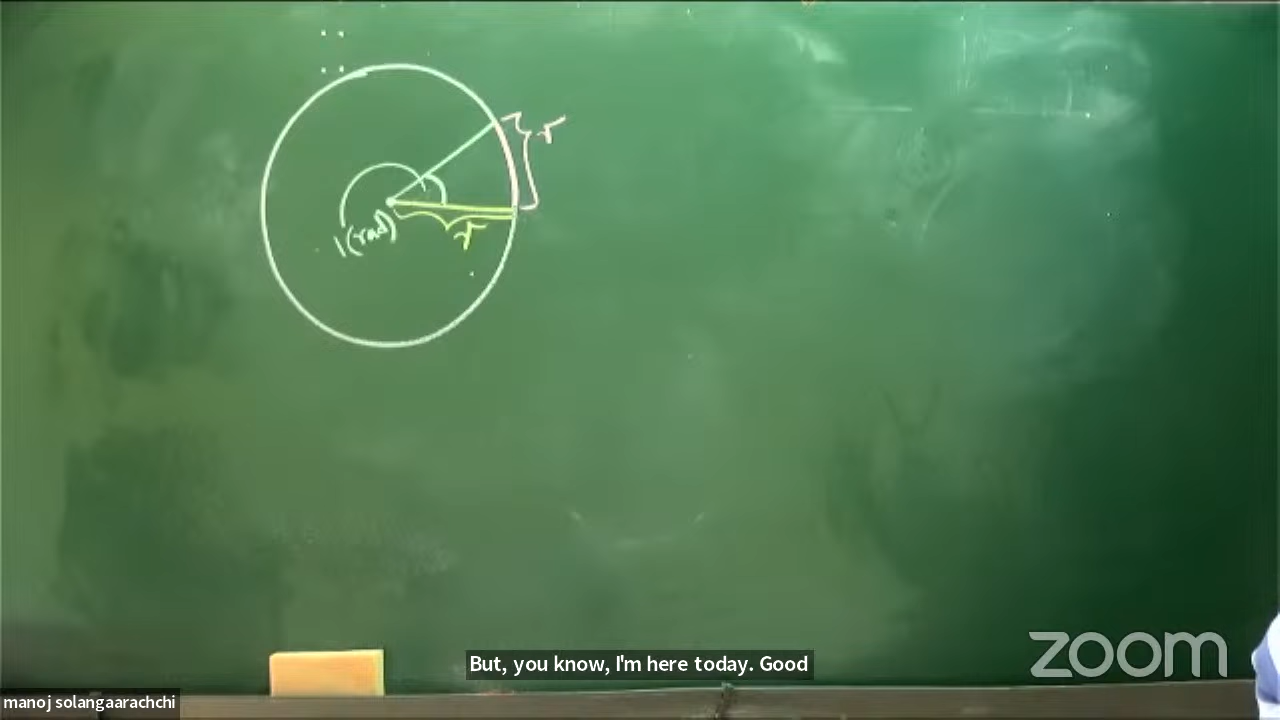 r
1(rad)
r
But, you know, I'm here today. Good
zoom
manoj solangaarachchi